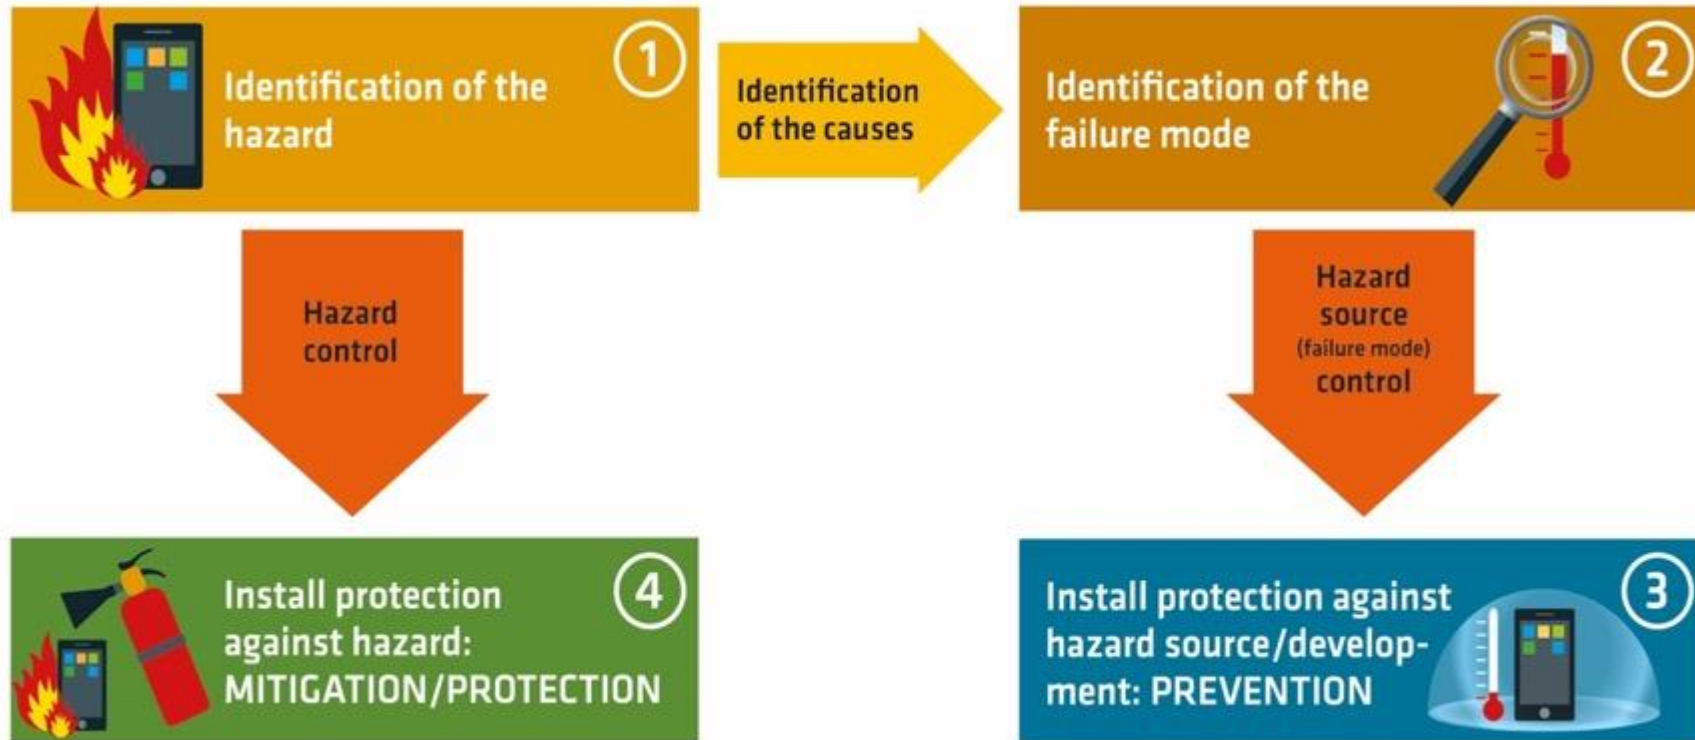 Identification of the
hazard
1
Identification
of the causes
Identification of the
failure mode
2
Hazard
control
Hazard
source
(failure mode)
control
Install protection
against hazard:
MITIGATION/PROTECTION
4
Install protection against
hazard source/develop-
ment: PREVENTION
3